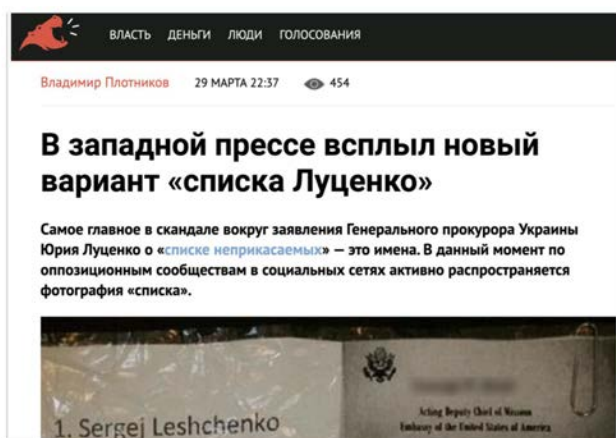 ВЛАСТЬ ДЕНЬГИ ЛЮДИ ГОЛОСОВАНИЯ
Владимир Плотников 29 МАРТА 22:37 454
В западной прессе всплыл новый
вариант «списка Луценко»
Самое главное в скандале вокруг заявления Генерального прокурора Украины
Юрия Луценко о «списке неприкасаемых» — это имена. В данный момент по
оппозиционным сообществам в социальных сетях активно распространяется
фотография «списка».
Acting Deputy Chief of Mission
Embassy of the United States of America
1. Sergej Leshchenko